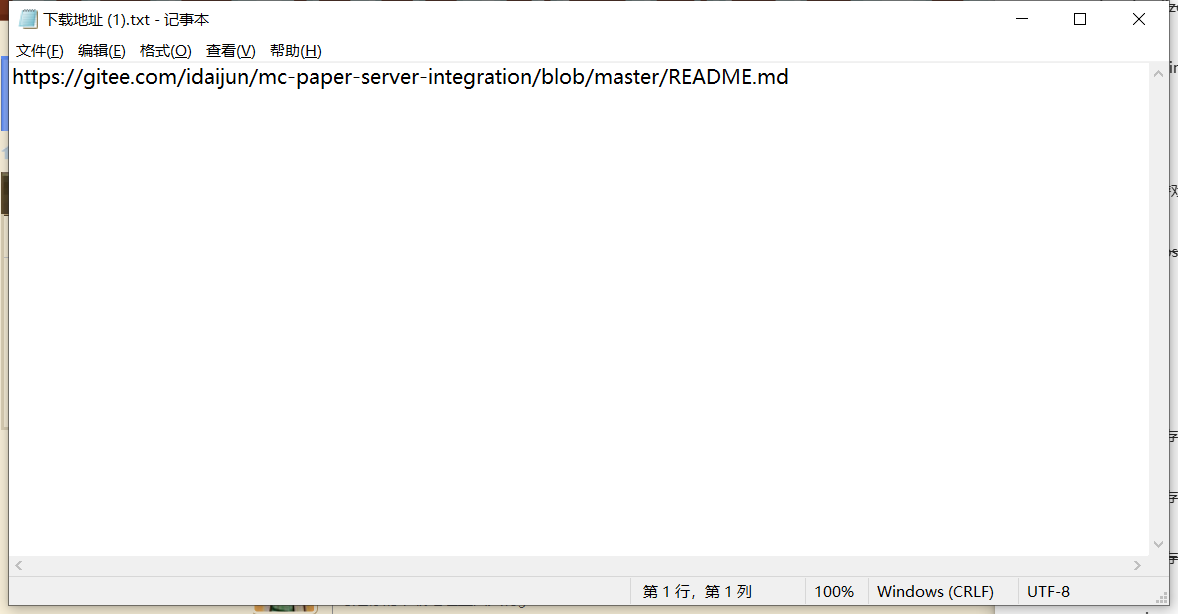 下载地址 (1).txt - 记事本
文件(F) 编辑(E) 格式(O) 查看(V) 帮助(H)
https://gitee.com/idaijun/mc-paper-server-integration/blob/master/README.md
第 1 行，第 1 列 100% Windows (CRLF) UTF-8